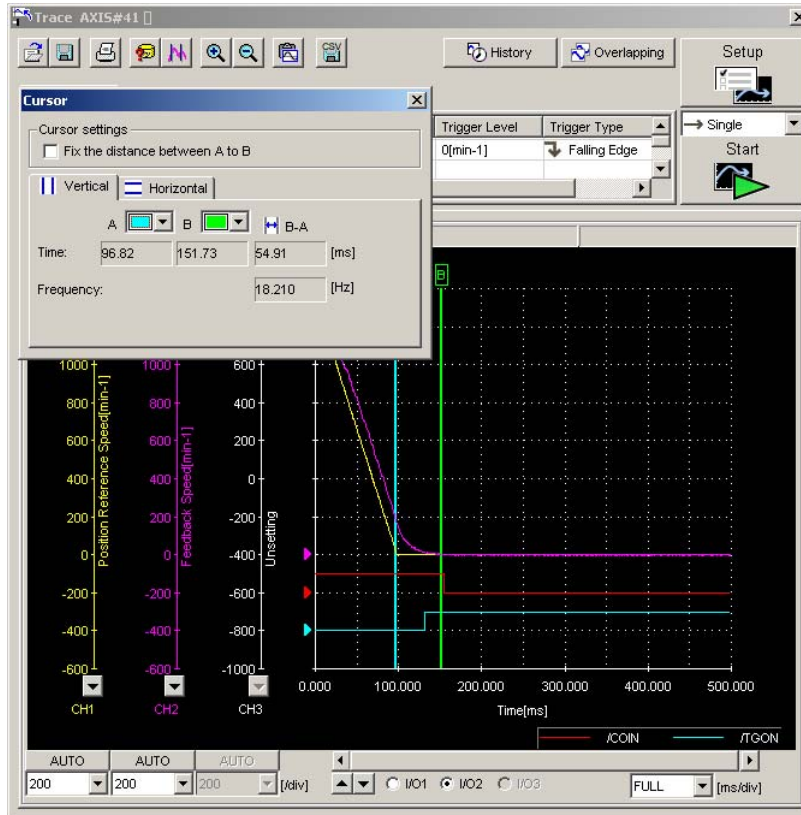 Trace AXIS#41 []
CSV
History
Overlapping
Setup
Cursor
Cursor settings
Fix the distance between A to B
Trigger Level
Trigger Type
0[min-1]
Falling Edge
Single
Start
Vertical
Horizontal
A
B
B-A
Time:
96.82
151.73
54.91
[ms]
Frequency:
18.210
[Hz]
B
1000
800
600
400
200
0
-200
-400
-600
Position Reference Speed[min-1]
1000
800
600
400
200
0
-200
-400
-600
Feedback Speed[min-1]
600
400
200
0
-200
-400
-600
-800
-1000
Unsetting
0.000 100.000 200.000 300.000 400.000 500.000
Time[ms]
CH1
CH2
CH3
/COIN
/TGON
AUTO
AUTO
AUTO
200
200
200
[/div]
I/O1
I/O2
I/O3
FULL
[ms/div]